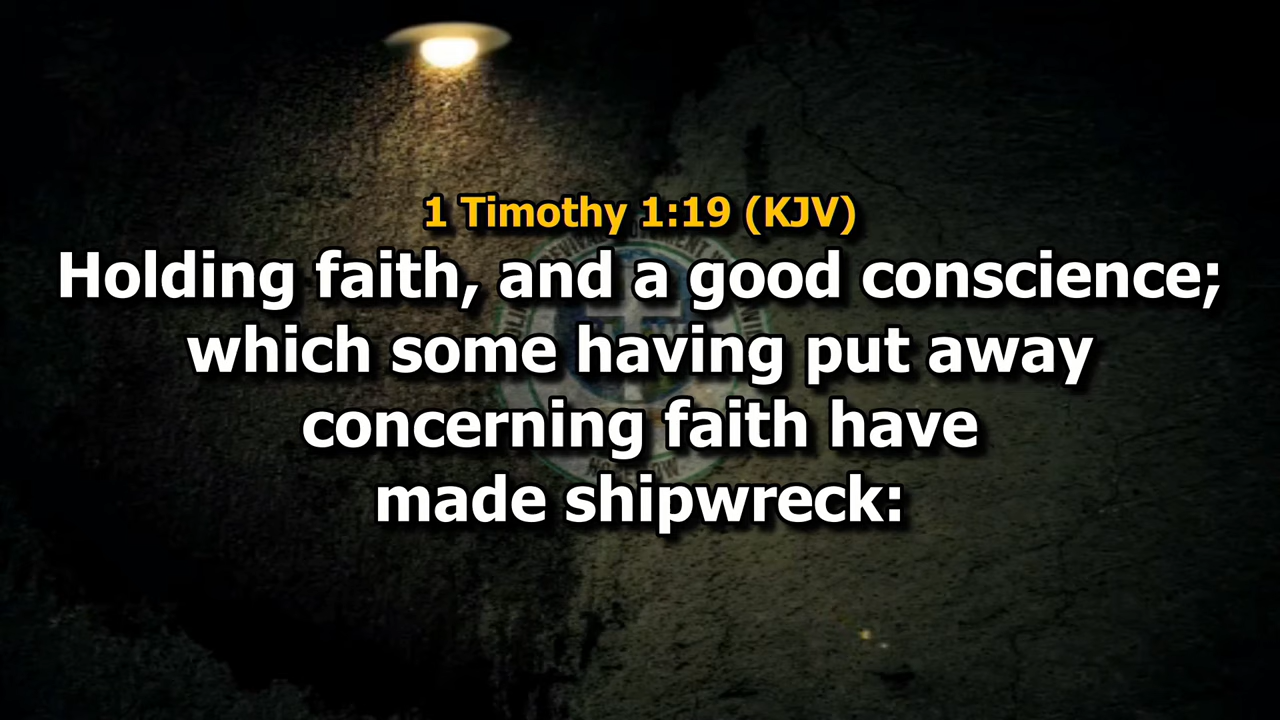 1 Timothy 1:19 (KJV)
Holding faith, and a good conscience;
which some having put away
concerning faith have
made shipwreck: